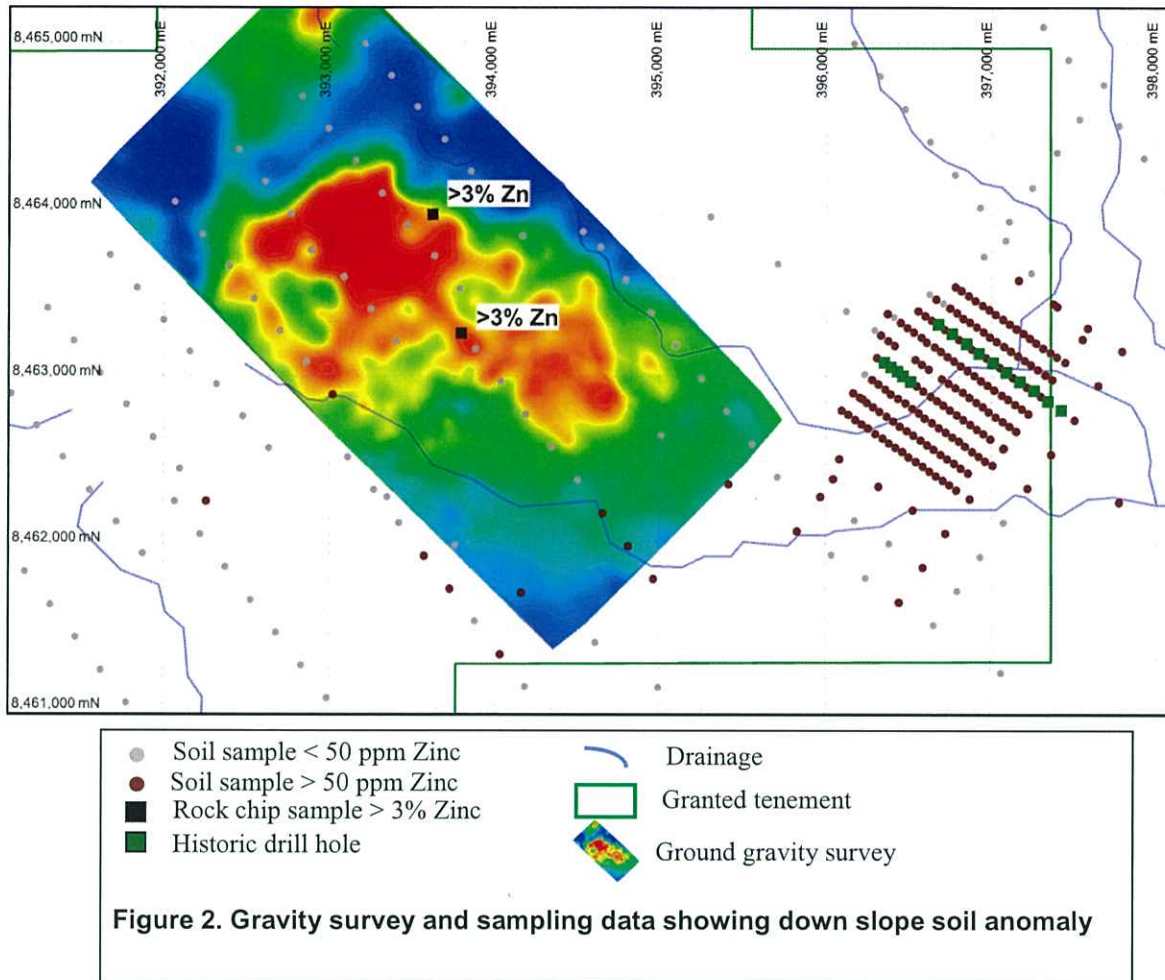 8,465,000 mN
392,000 mE
393,000 mE
394,000 mE
395,000 mE
396,000 mE
397,000 mE
398,000 mE
>3% Zn
8,464,000 mN
>3% Zn
8,463,000 mN
8,462,000 mN
8,461,000 mN
Soil sample < 50 ppm Zinc
Soil sample > 50 ppm Zinc
Rock chip sample > 3% Zinc
Historic drill hole
Drainage
Granted tenement
Ground gravity survey
Figure 2. Gravity survey and sampling data showing down slope soil anomaly